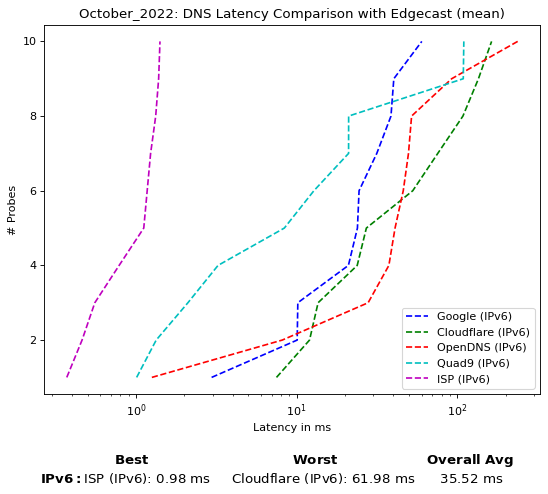 October_2022: DNS Latency Comparison with Edgecast (mean)
# Probes
10
8
6
4
2
Google (IPv6)
Cloudflare (IPv6)
OpenDNS (IPv6)
Quad9 (IPv6)
ISP (IPv6)
10⁰ 10¹ 10²
Latency in ms
Best Worst Overall Avg
IPv6: ISP (IPv6): 0.98 ms Cloudflare (IPv6): 61.98 ms 35.52 ms